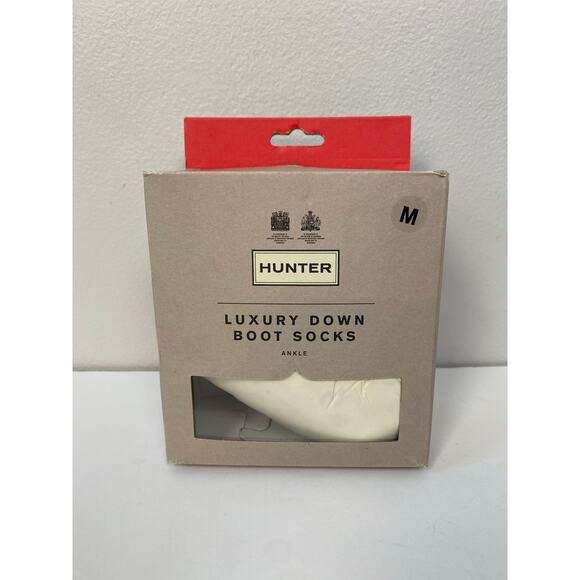 M
HUNTER
LUXURY DOWN
BOOT SOCKS
ANKLE